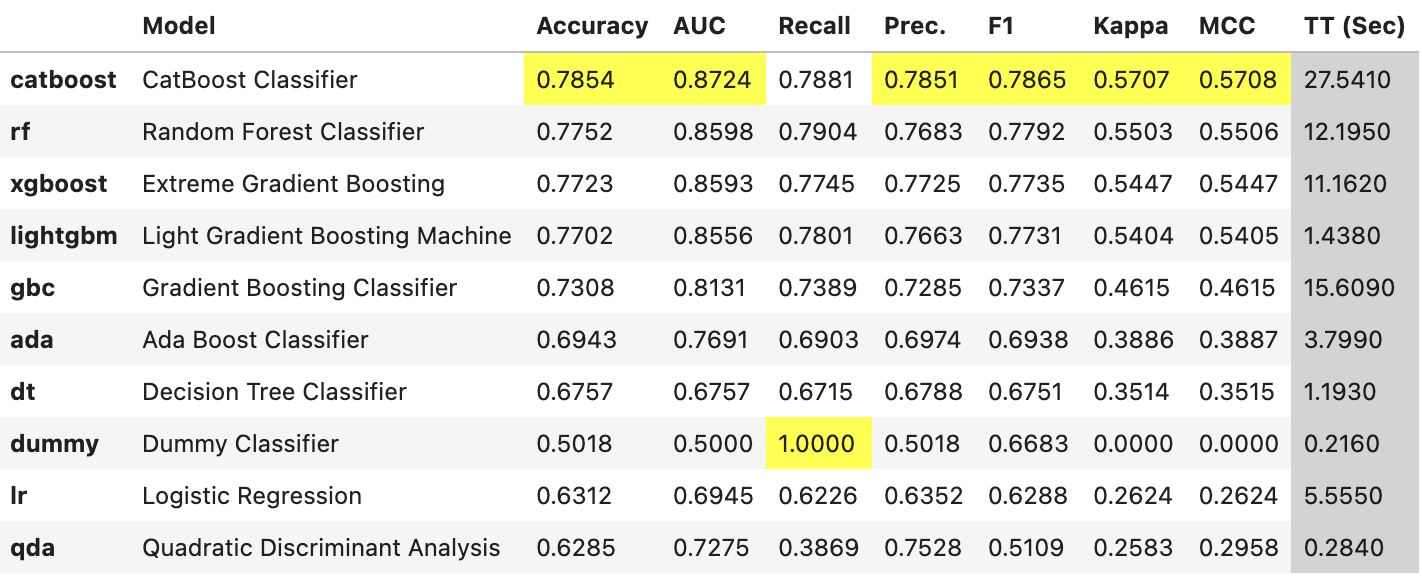 Model Accuracy AUC Recall Prec. F1 Kappa MCC TT (Sec)
catboost CatBoost Classifier 0.7854 0.8724 0.7881 0.7851 0.7865 0.5707 0.5708 27.5410
rf Random Forest Classifier 0.7752 0.8598 0.7904 0.7683 0.7792 0.5503 0.5506 12.1950
xgboost Extreme Gradient Boosting 0.7723 0.8593 0.7745 0.7725 0.7735 0.5447 0.5447 11.1620
lightgbm Light Gradient Boosting Machine 0.7702 0.8556 0.7801 0.7663 0.7731 0.5404 0.5405 1.4380
gbc Gradient Boosting Classifier 0.7308 0.8131 0.7389 0.7285 0.7337 0.4615 0.4615 15.6090
ada Ada Boost Classifier 0.6943 0.7691 0.6903 0.6974 0.6938 0.3886 0.3887 3.7990
dt Decision Tree Classifier 0.6757 0.6757 0.6715 0.6788 0.6751 0.3514 0.3515 1.1930
dummy Dummy Classifier 0.5018 0.5000 1.0000 0.5018 0.6683 0.0000 0.0000 0.2160
lr Logistic Regression 0.6312 0.6945 0.6226 0.6352 0.6288 0.2624 0.2624 5.5550
qda Quadratic Discriminant Analysis 0.6285 0.7275 0.3869 0.7528 0.5109 0.2583 0.2958 0.2840